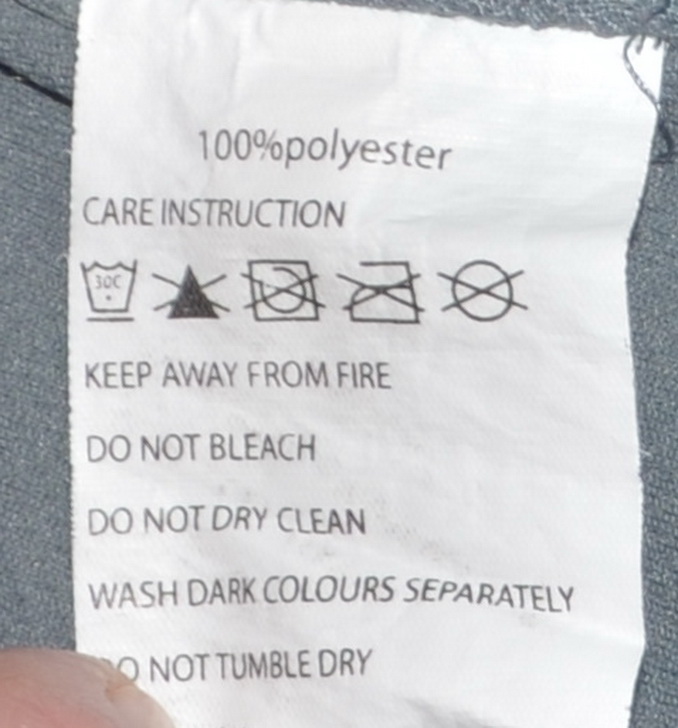 100%polyester
CARE INSTRUCTION
30C
KEEP AWAY FROM FIRE
DO NOT BLEACH
DO NOT DRY CLEAN
WASH DARK COLOURS SEPARATELY
DO NOT TUMBLE DRY